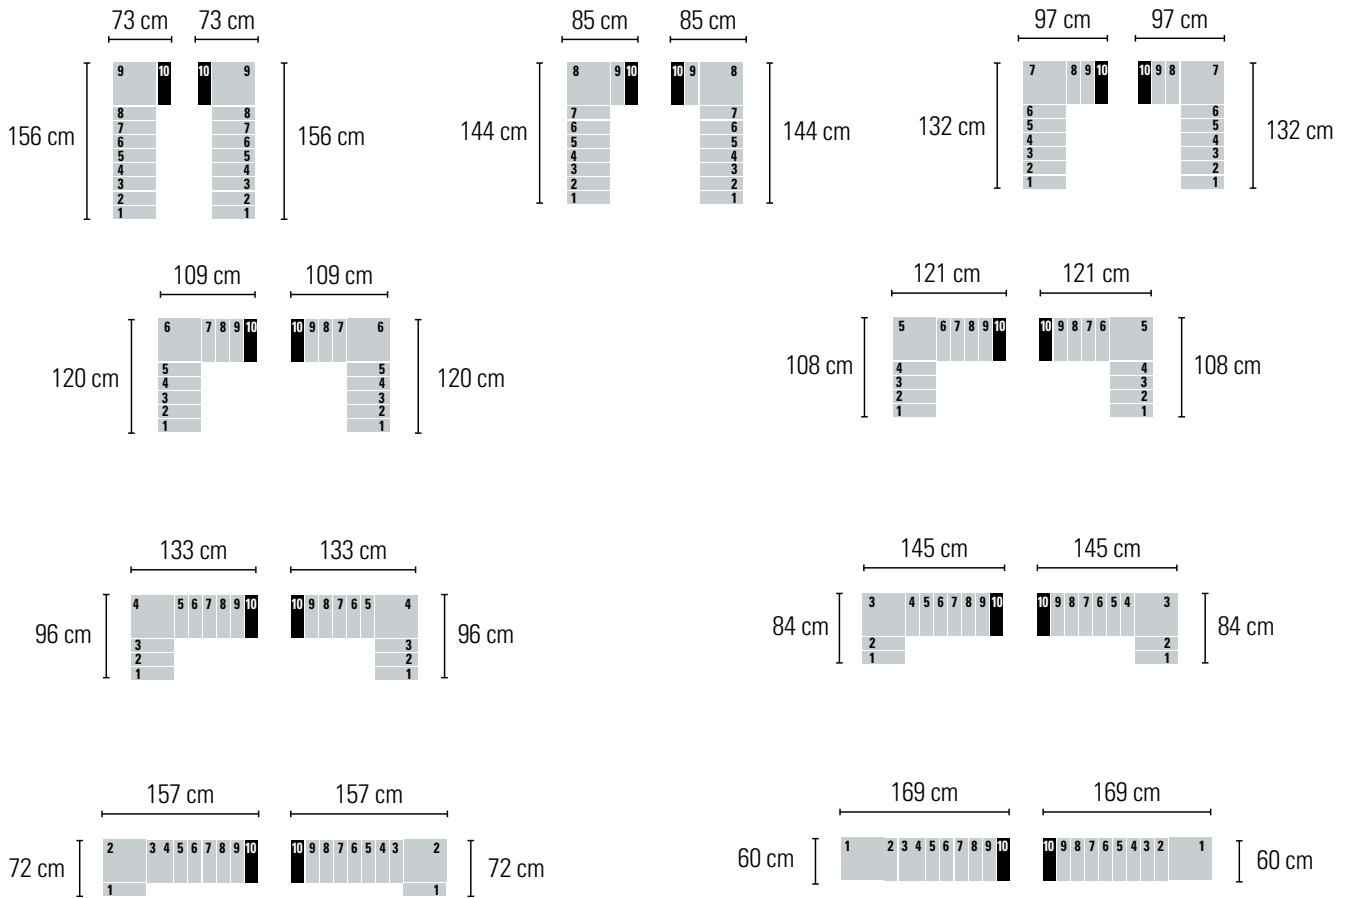 73 cm 73 cm 85 cm 85 cm 97 cm 97 cm
9 10 10 9 8 9 10 10 9 8 7 8 9 10 10 9 8 7
156 cm 156 cm 144 cm 144 cm 132 cm 132 cm
8 8 7 7 6 6
7 7 6 6 5 5
6 6 5 5 4 4
5 5 4 4 3 3
4 4 3 3 2 2
3 3 2 2 1 1
2 2 1 1
1 1
109 cm 109 cm 121 cm 121 cm
6 7 8 9 10 10 9 8 7 6 5 6 7 8 9 10 10 9 8 7 6 5
120 cm 120 cm 108 cm 108 cm
5 5 4 4
4 4 3 3
3 3 2 2
2 2 1 1
1 1
133 cm 133 cm 145 cm 145 cm
4 5 6 7 8 9 10 10 9 8 7 6 5 4 3 4 5 6 7 8 9 10 10 9 8 7 6 5 4 3
96 cm 96 cm 84 cm 84 cm
3 3 2 2
2 2 1 1
1 1
157 cm 157 cm 169 cm 169 cm
2 3 4 5 6 7 8 9 10 10 9 8 7 6 5 4 3 2 1 2 3 4 5 6 7 8 9 10 10 9 8 7 6 5 4 3 2 1
72 cm 72 cm 60 cm 60 cm
1 1